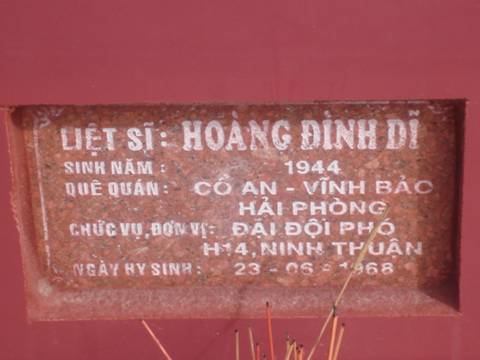 LIỆT SĨ: HOÀNG ĐÌNH DĨ
SINH NĂM: 1944
QUÊ QUÁN: CỔ AN - VĨNH BẢO
HẢI PHÒNG
CHỨC VỤ, ĐƠN VỊ: ĐẠI ĐỘI PHÓ
H14, NINH THUẬN
NGÀY HY SINH: 23 - 06 - 1968